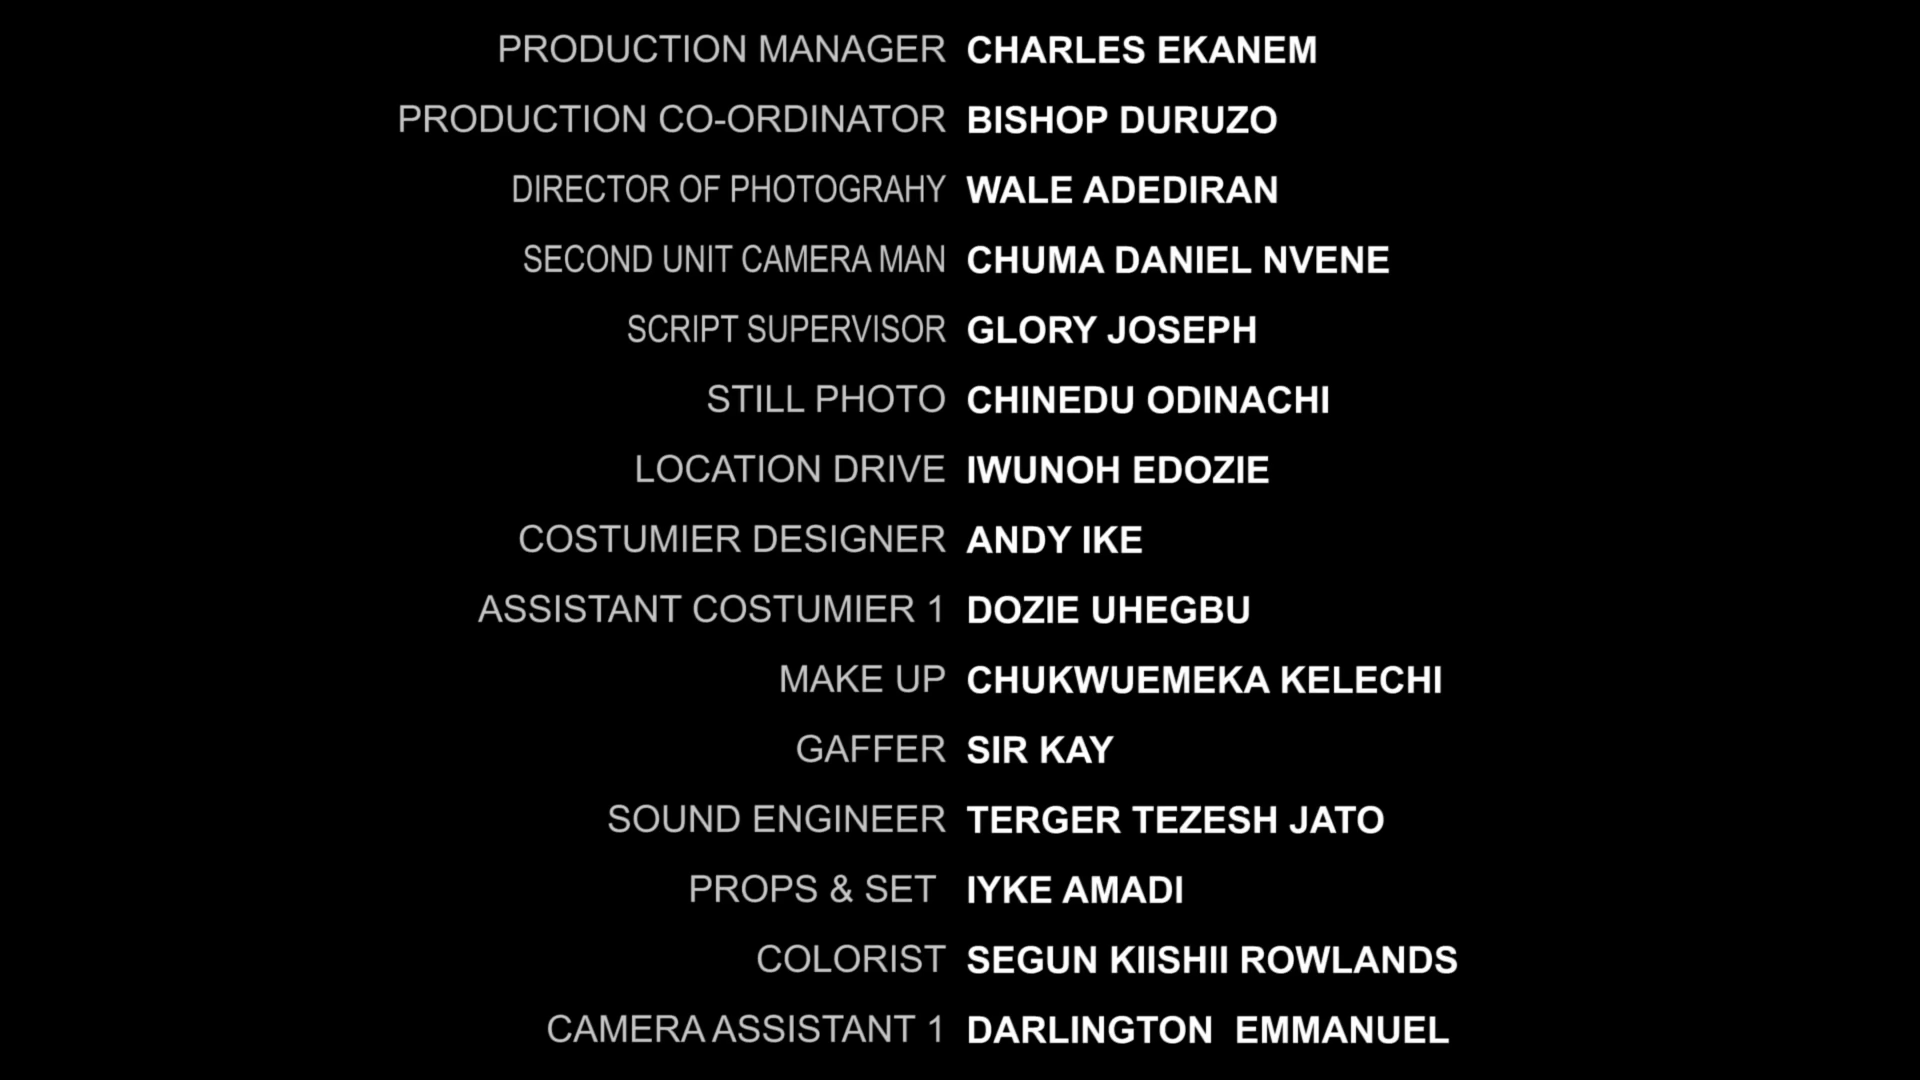 PRODUCTION MANAGER CHARLES EKANEM
PRODUCTION CO-ORDINATOR BISHOP DURUZO
DIRECTOR OF PHOTOGRAHY WALE ADEDIRAN
SECOND UNIT CAMERA MAN CHUMA DANIEL NVENE
SCRIPT SUPERVISOR GLORY JOSEPH
STILL PHOTO CHINEDU ODINACHI
LOCATION DRIVE IWUNOH EDOZIE
COSTUMIER DESIGNER ANDY IKE
ASSISTANT COSTUMIER 1 DOZIE UHEGBU
MAKE UP CHUKWUEMEKA KELECHI
GAFFER SIR KAY
SOUND ENGINEER TERGER TEZESH JATO
PROPS & SET IYKE AMADI
COLORIST SEGUN KIISHII ROWLANDS
CAMERA ASSISTANT 1 DARLINGTON EMMANUEL